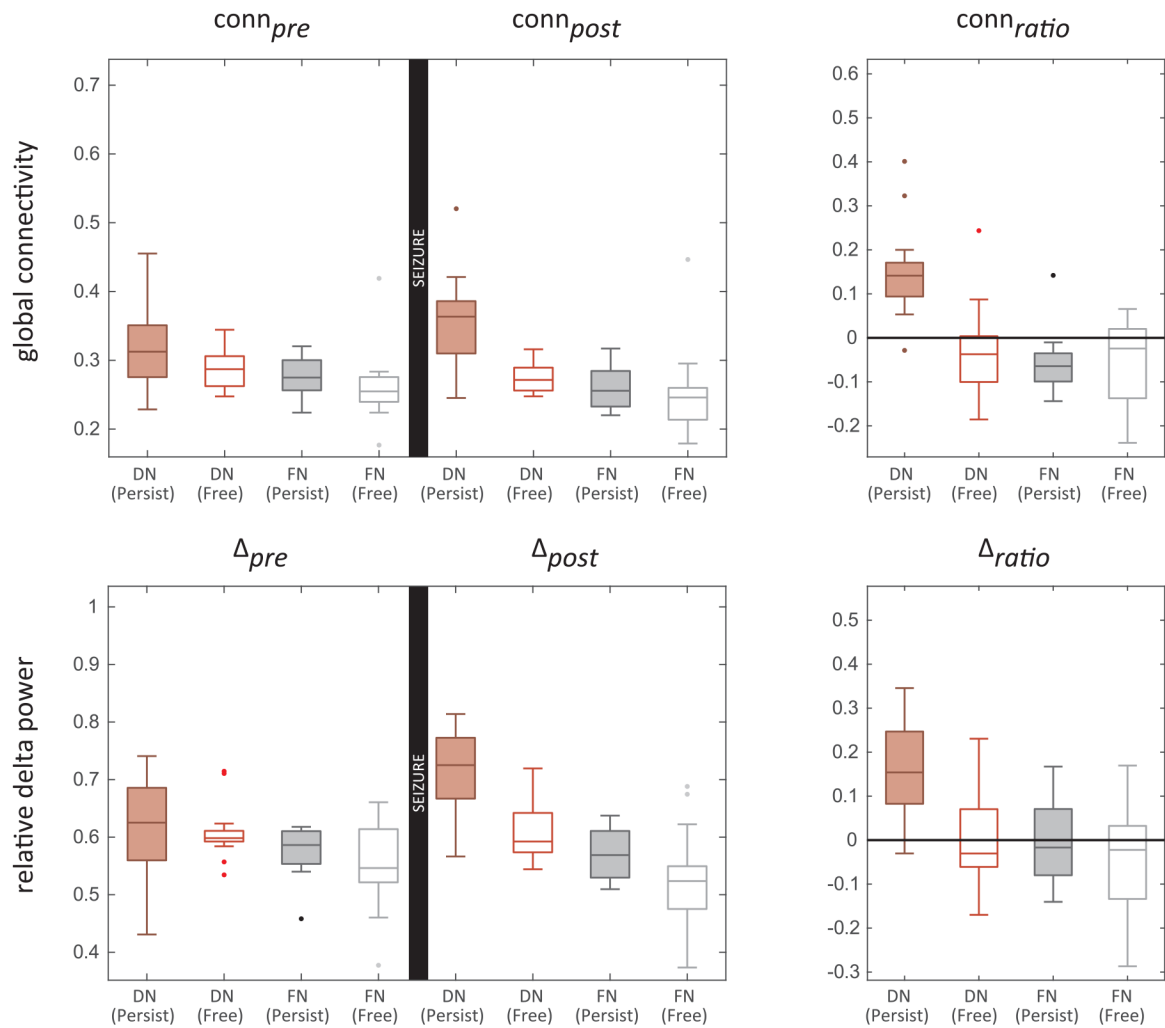 conn_pre conn_post conn_ratio
global connectivity
0.7
0.6
0.5
0.4
0.3
0.2
SEIZURE
DN DN FN FN DN DN FN FN
(Persist) (Free) (Persist) (Free) (Persist) (Free) (Persist) (Free)
0.6
0.5
0.4
0.3
0.2
0.1
0
-0.1
-0.2
DN DN FN FN
(Persist) (Free) (Persist) (Free)
Δ_pre Δ_post Δ_ratio
relative delta power
1
0.9
0.8
0.7
0.6
0.5
0.4
SEIZURE
DN DN FN FN DN DN FN FN
(Persist) (Free) (Persist) (Free) (Persist) (Free) (Persist) (Free)
0.5
0.4
0.3
0.2
0.1
0
-0.1
-0.2
-0.3
DN DN FN FN
(Persist) (Free) (Persist) (Free)